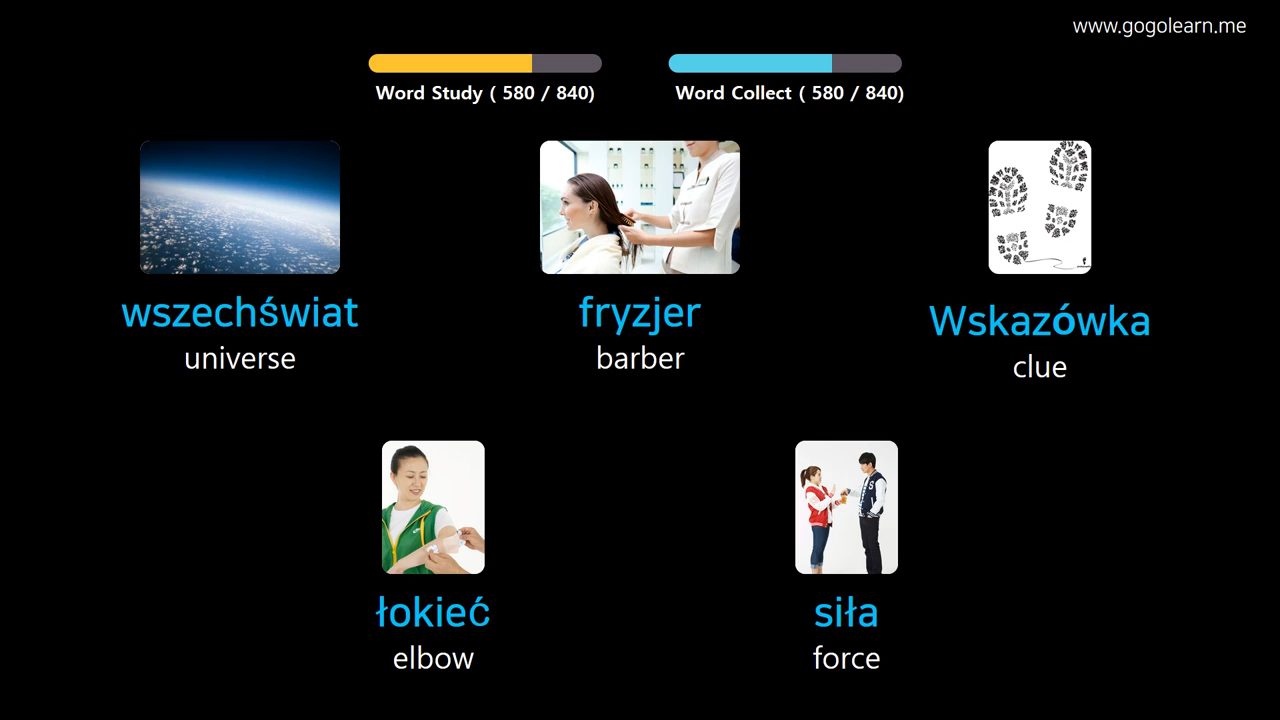 www.gogolearn.me
Word Study ( 580 / 840)
Word Collect ( 580 / 840)
wszechświat
universe
fryzjer
barber
Wskazówka
clue
łokieć
elbow
siła
force